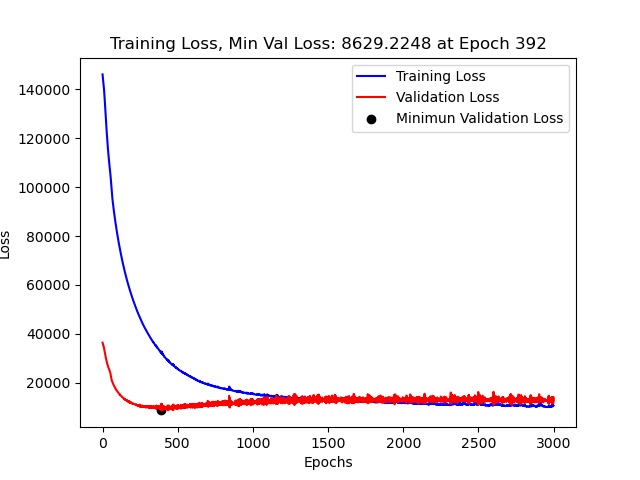 Training Loss, Min Val Loss: 8629.2248 at Epoch 392
Training Loss
Validation Loss
Minimun Validation Loss
140000
120000
100000
80000
60000
40000
20000
Loss
0
500
1000
1500
2000
2500
3000
Epochs